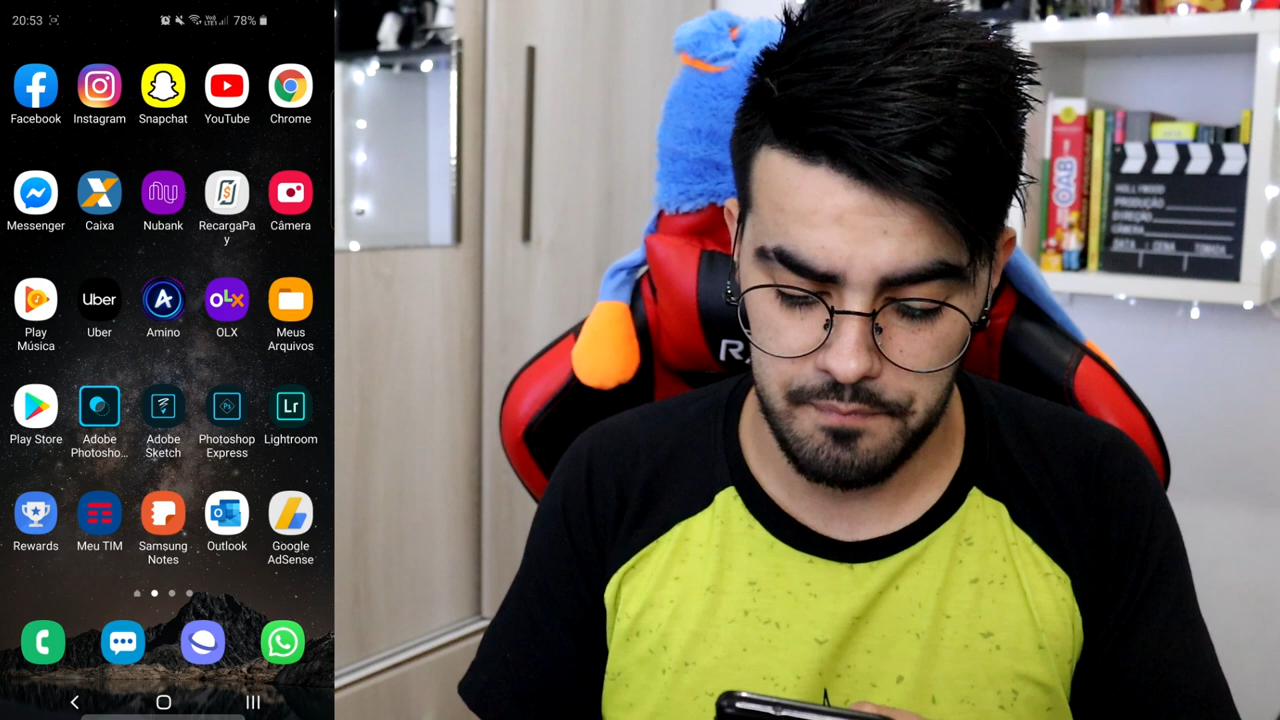 20:53
VoLTE1
78%
Facebook
Instagram
Snapchat
YouTube
Chrome
Messenger
Caixa
Nubank
RecargaPa
y
Câmera
Uber
OLX
Play
Música
Uber
Amino
OLX
Meus
Arquivos
Lr
Play Store
Adobe
Photosho...
Adobe
Sketch
Photoshop
Express
Lightroom
Rewards
Meu TIM
Samsung
Notes
Outlook
Google
AdSense
OAB
HOLLYWOOD
PRODUÇÃO
DIREÇÃO
CÂMERA
DATA : CENA TOMADA